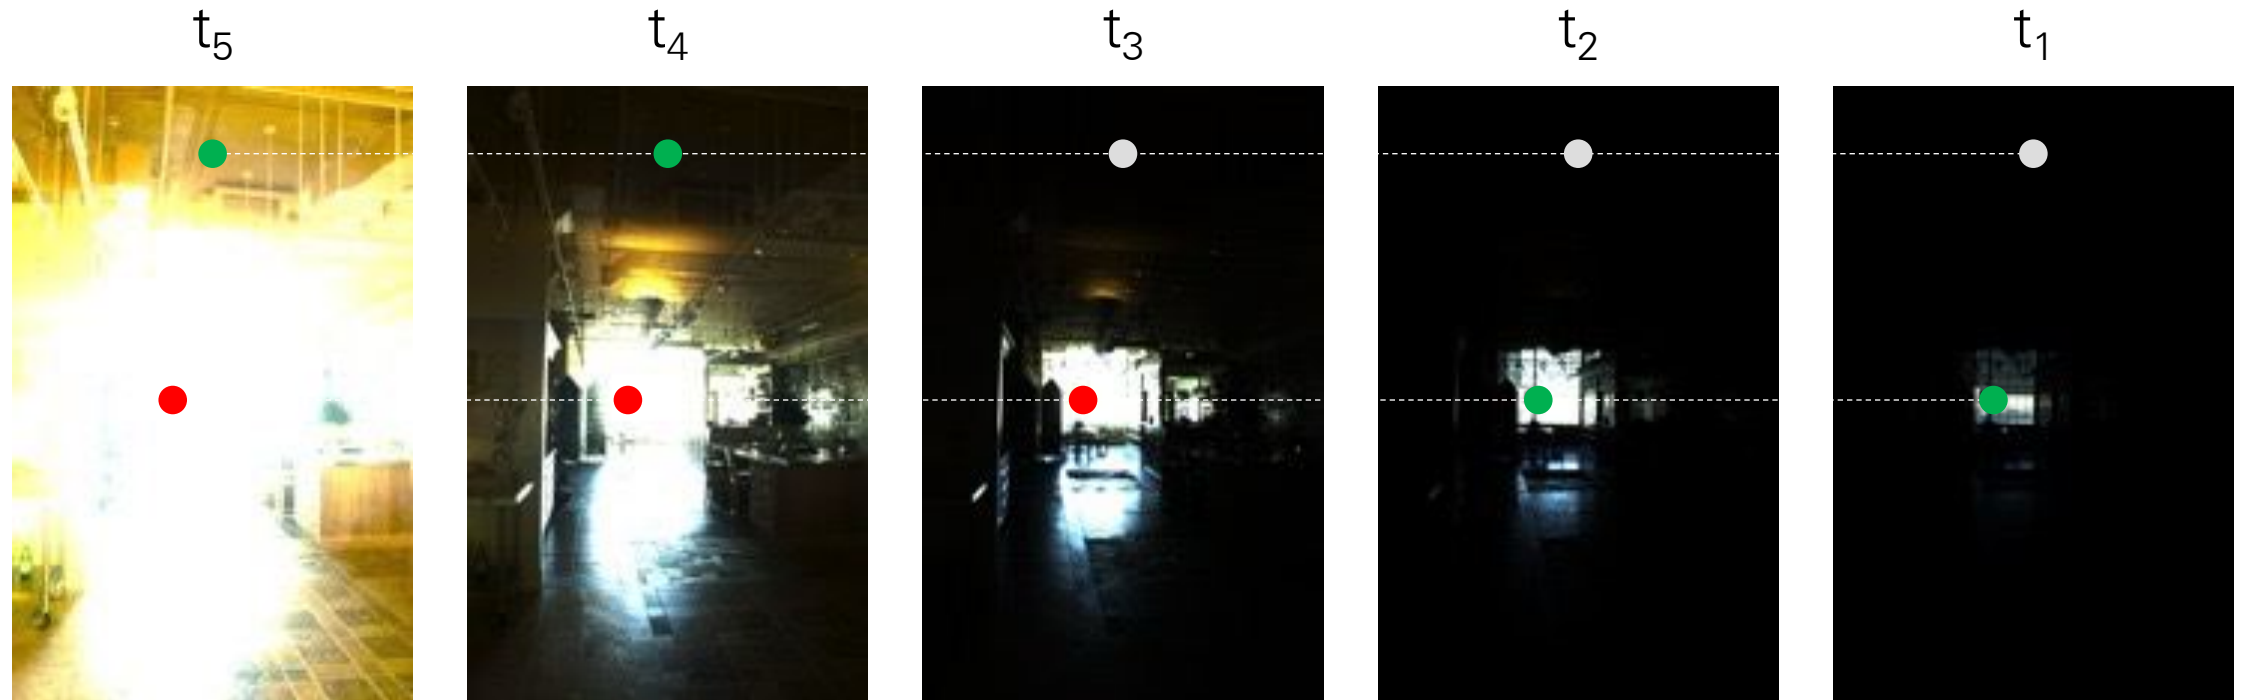 t₅ t₄ t₃ t₂ t₁